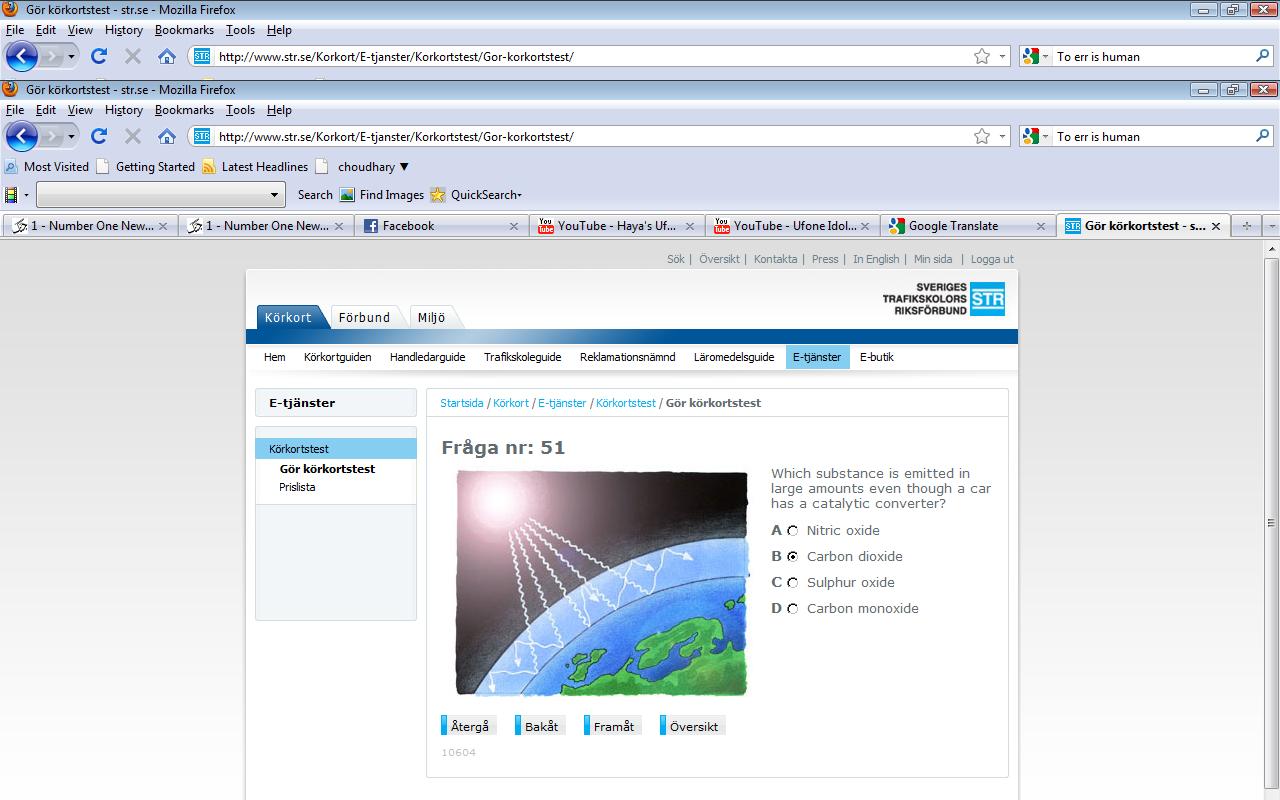 Gör körkortstest - str.se - Mozilla Firefox
File Edit View History Bookmarks Tools Help
STR http://www.str.se/Korkort/E-tjanster/Korkortstest/Gor-korkortstest/ To err is human
Gör körkortstest - str.se - Mozilla Firefox
File Edit View History Bookmarks Tools Help
STR http://www.str.se/Korkort/E-tjanster/Korkortstest/Gor-korkortstest/ To err is human
Most Visited Getting Started Latest Headlines choudhary ▼
Search Find Images QuickSearch
1 - Number One New... 1 - Number One New... Facebook You Tube YouTube - Haya's Uf... You Tube YouTube - Ufone Idol... Google Translate STR Gör körkortstest - s...
Sök | Översikt | Kontakta | Press | In English | Min sida | Logga ut
SVERIGES
TRAFIKSKOLORS STR
RIKSFÖRBUND
Körkort Förbund Miljö
Hem Körkortguiden Handledarguide Trafikskoleguide Reklamationsnämnd Läromedelsguide E-tjänster E-butik
E-tjänster
Körkortstest
Gör körkortstest
Prislista
Startsida / Körkort / E-tjänster / Körkortstest / Gör körkortstest
Fråga nr: 51
Which substance is emitted in
large amounts even though a car
has a catalytic converter?
A Nitric oxide
B Carbon dioxide
C Sulphur oxide
D Carbon monoxide
Återgå Bakåt Framåt Översikt
10604